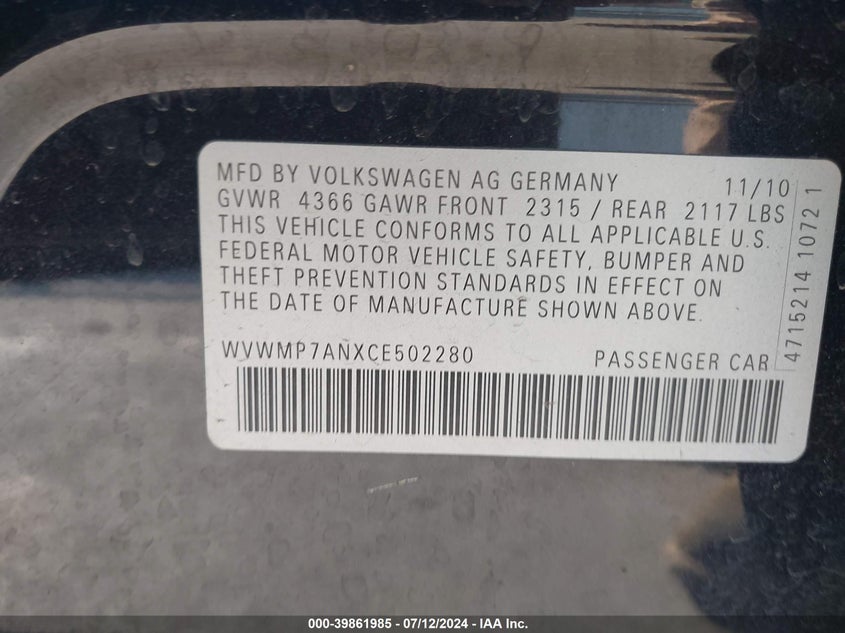 MFD BY VOLKSWAGEN AG GERMANY 11/10
GVWR 4366 GAWR FRONT 2315 / REAR 2117 LBS
THIS VEHICLE CONFORMS TO ALL APPLICABLE U.S.
FEDERAL MOTOR VEHICLE SAFETY, BUMPER AND
THEFT PREVENTION STANDARDS IN EFFECT ON
THE DATE OF MANUFACTURE SHOWN ABOVE.
WVWMP7ANXCE502280 PASSENGER CAR
4715214 1072 1
000-39861985 - 07/12/2024 - IAA Inc.